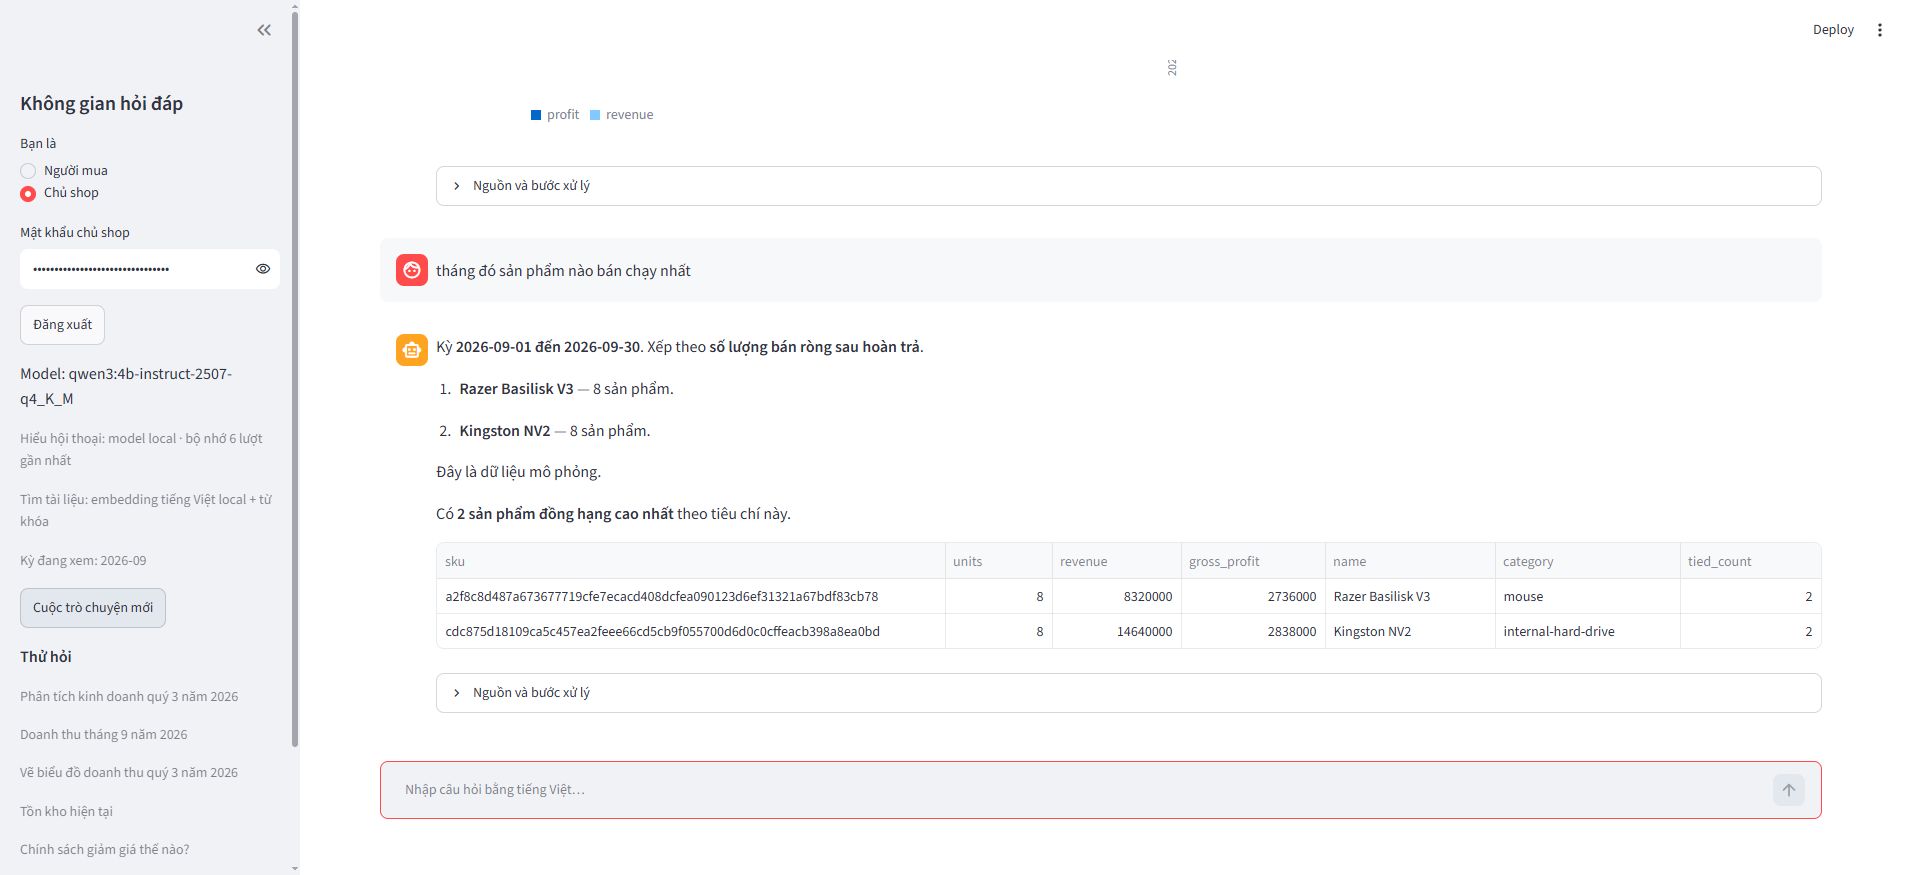 Deploy
Không gian hỏi đáp
Bạn là
Người mua
Chủ shop
Mật khẩu chủ shop
••••••••••••••••••••••••••••••••
Đăng xuất
Model: qwen3:4b-instruct-2507-
q4_K_M
Hiểu hội thoại: model local · bộ nhớ 6 lượt
gần nhất
Tìm tài liệu: embedding tiếng Việt local + từ
khóa
Kỳ đang xem: 2026-09
Cuộc trò chuyện mới
Thử hỏi
Phân tích kinh doanh quý 3 năm 2026
Doanh thu tháng 9 năm 2026
Vẽ biểu đồ doanh thu quý 3 năm 2026
Tồn kho hiện tại
Chính sách giảm giá thế nào?
202
profit revenue
Nguồn và bước xử lý
tháng đó sản phẩm nào bán chạy nhất
Kỳ 2026-09-01 đến 2026-09-30. Xếp theo số lượng bán ròng sau hoàn trả.
1. Razer Basilisk V3 — 8 sản phẩm.
2. Kingston NV2 — 8 sản phẩm.
Đây là dữ liệu mô phỏng.
Có 2 sản phẩm đồng hạng cao nhất theo tiêu chí này.
sku units revenue gross_profit name category tied_count
a2f8c8d487a673677719cfe7ecacd408dcfea090123d6ef31321a67bdf83cb78 8 8320000 2736000 Razer Basilisk V3 mouse 2
cdc875d18109ca5c457ea2feee66cd5cb9f055700d6d0c0cffeacb398a8ea0bd 8 14640000 2838000 Kingston NV2 internal-hard-drive 2
Nguồn và bước xử lý
Nhập câu hỏi bằng tiếng Việt…